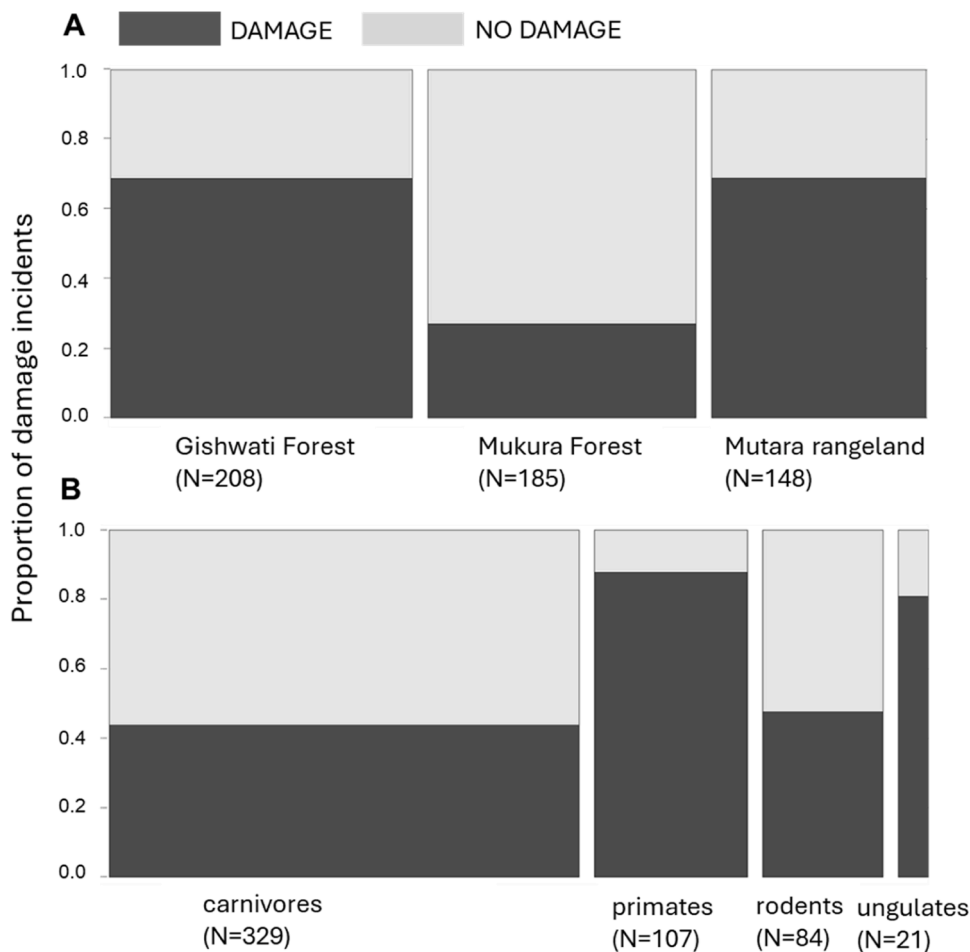 A DAMAGE NO DAMAGE
1.0
0.8
0.6
0.4
0.2
0.0
Gishwati Forest Mukura Forest Mutara rangeland
(N=208) (N=185) (N=148)
Proportion of damage incidents
B
1.0
0.8
0.6
0.4
0.2
0.0
carnivores primates rodents ungulates
(N=329) (N=107) (N=84) (N=21)